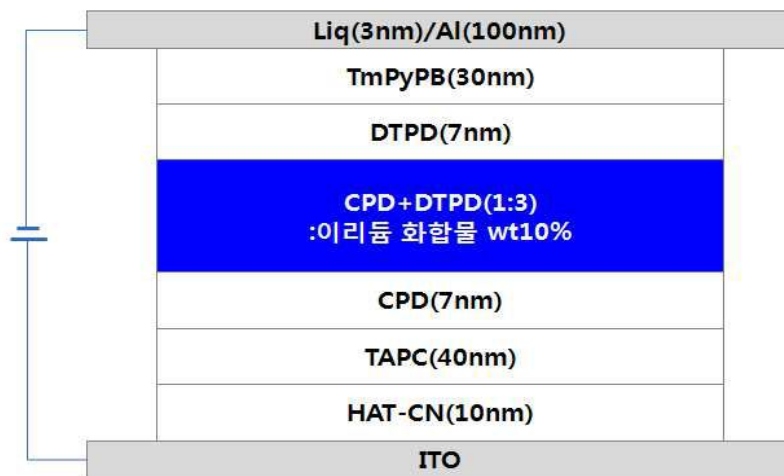 Liq(3nm)/Al(100nm)
TmPyPB(30nm)
DTPD(7nm)
CPD+DTPD(1:3)
:이리듐 화합물 wt10%
CPD(7nm)
TAPC(40nm)
HAT-CN(10nm)
ITO